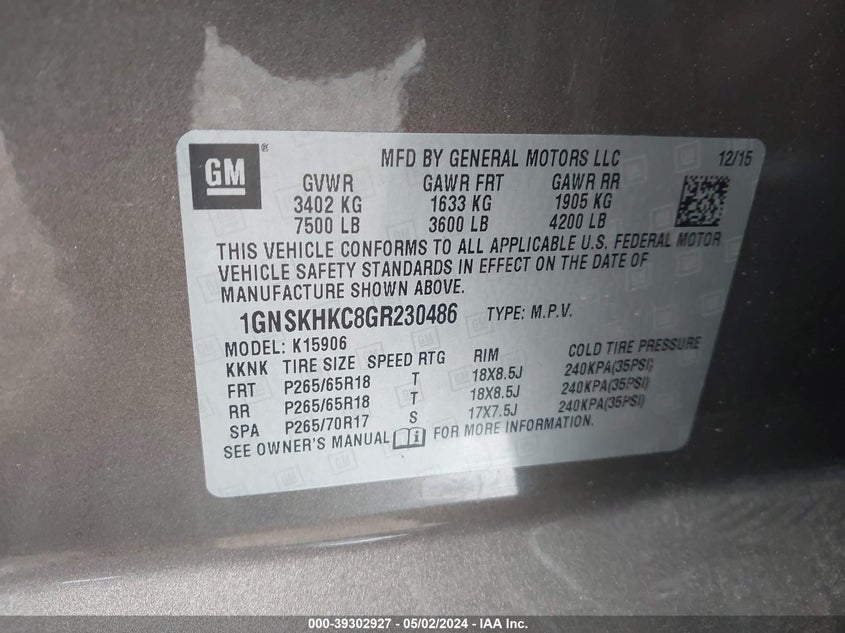 GM®
MFD BY GENERAL MOTORS LLC 12/15
GVWR GAWR FRT GAWR RR
3402 KG 1633 KG 1905 KG
7500 LB 3600 LB 4200 LB
THIS VEHICLE CONFORMS TO ALL APPLICABLE U.S. FEDERAL MOTOR
VEHICLE SAFETY STANDARDS IN EFFECT ON THE DATE OF
MANUFACTURE SHOWN ABOVE.
1GNSKHKC8GR230486 TYPE: M.P.V.
MODEL: K15906
KKNK TIRE SIZE SPEED RTG RIM COLD TIRE PRESSURE
FRT P265/65R18 T 18X8.5J 240KPA(35PSI)
RR P265/65R18 T 18X8.5J 240KPA(35PSI)
SPA P265/70R17 S 17X7.5J 240KPA(35PSI)
SEE OWNER'S MANUAL FOR MORE INFORMATION.
000-39302927 - 05/02/2024 - IAA Inc.